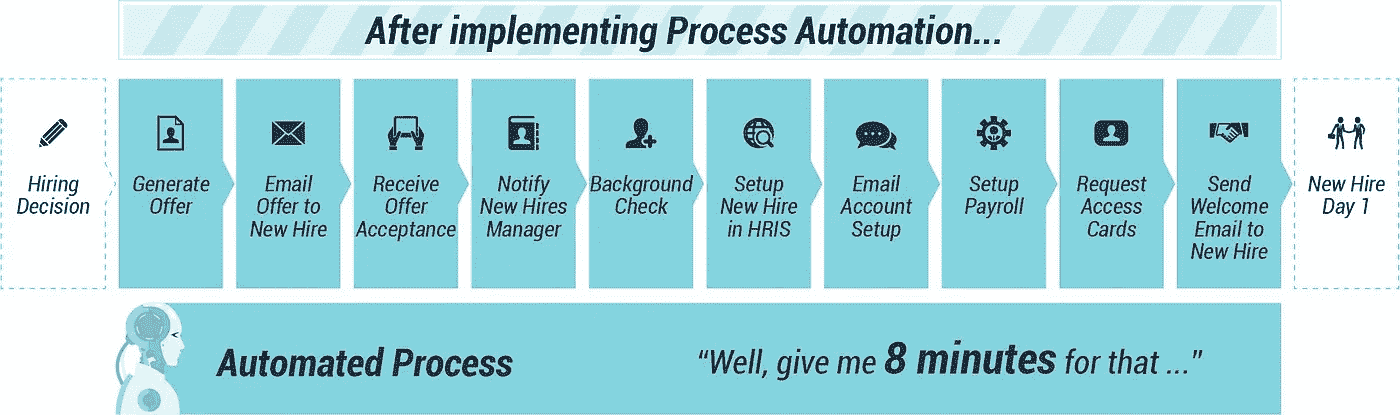 After implementing Process Automation...
Hiring
Decision
Generate
Offer
Email
Offer to
New Hire
Receive
Offer
Acceptance
Notify
New Hires
Manager
Background
Check
Setup
New Hire
in HRIS
Email
Account
Setup
Setup
Payroll
Request
Access
Cards
Send
Welcome
Email to
New Hire
New Hire
Day 1
Automated Process
“Well, give me 8 minutes for that ...”